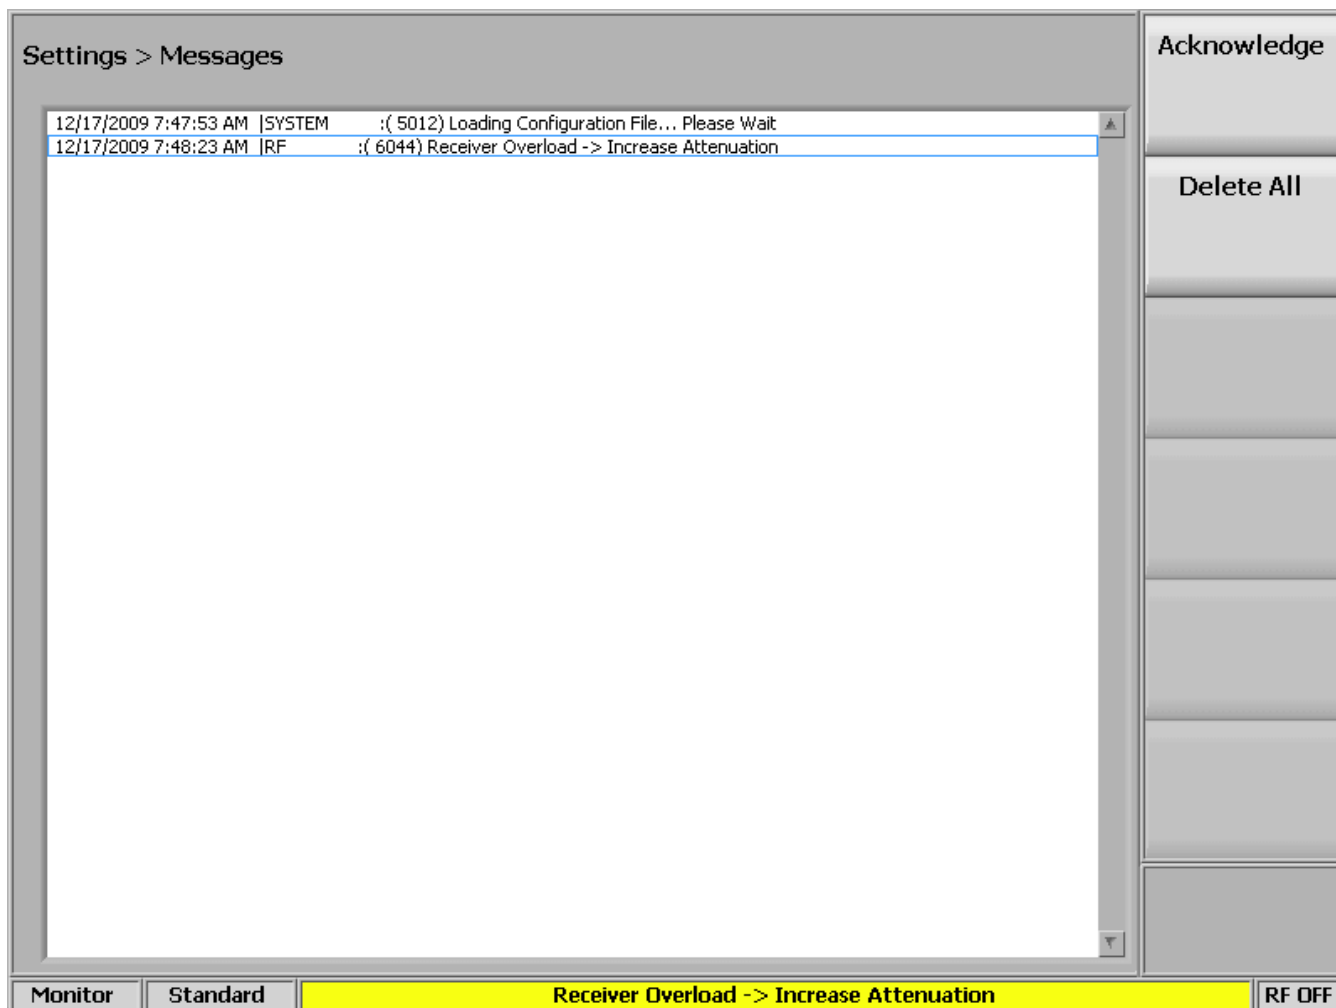 Settings > Messages
Acknowledge
12/17/2009 7:47:53 AM |SYSTEM :( 5012) Loading Configuration File... Please Wait
12/17/2009 7:48:23 AM |RF :( 6044) Receiver Overload -> Increase Attenuation
Delete All
Monitor Standard Receiver Overload -> Increase Attenuation RF OFF